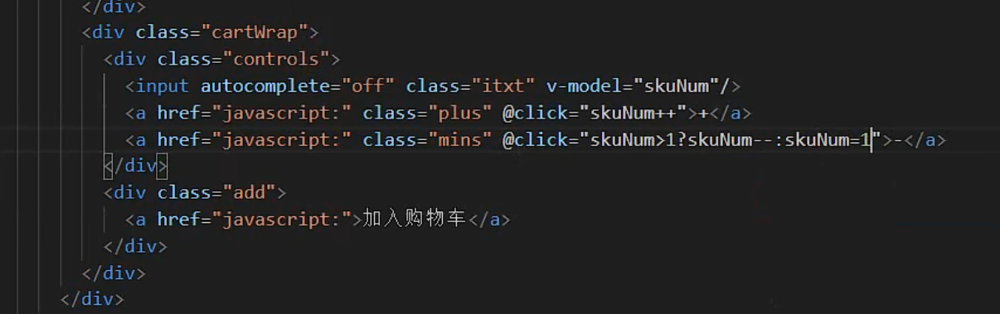 </div>
<div class="cartWrap">
<div class="controls">
<input autocomplete="off" class="itxt" v-model="skuNum"/>
<a href="javascript:" class="plus" @click="skuNum++">+</a>
<a href="javascript:" class="mins" @click="skuNum>1?skuNum--:skuNum=1">-</a>
</div>
<div class="add">
<a href="javascript:">加入购物车</a>
</div>
</div>
</div>